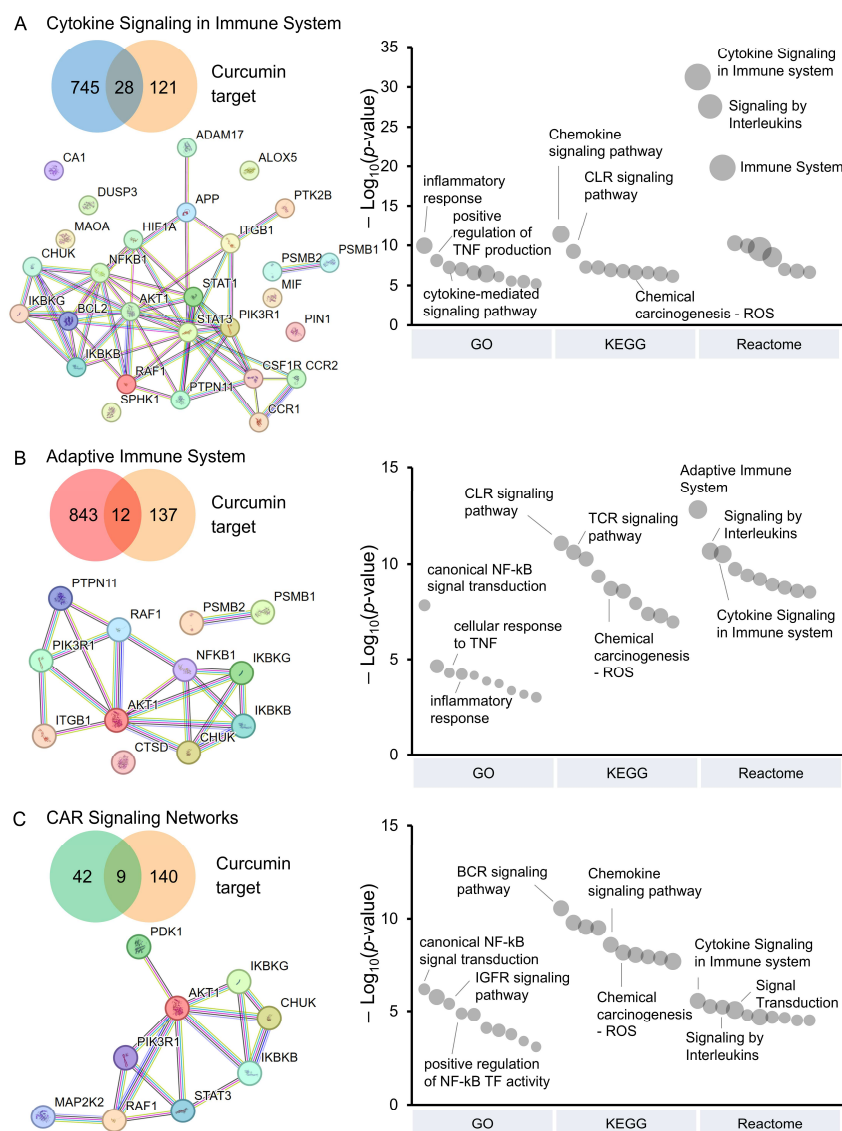 A Cytokine Signaling in Immune System
745 28 121
Curcumin
target
ADAM17
CA1
ALOX5
DUSP3
APP
PTK2B
MAOA
HIF1A
ITGB1
CHUK
NFKB1
PSMB2
PSMB1
STAT1
IKBKG
AKT1
MIF
BCL2
STAT3
PIK3R1
PIN1
IKBKB
RAF1
CSF1R
CCR2
SPHK1
PTPN11
CCR1
– Log10(p-value)
35
30
25
20
15
10
5
0
Cytokine Signaling
in Immune system
Signaling by
Interleukins
Immune System
Chemokine
signaling pathway
CLR signaling
pathway
inflammatory
response
positive
regulation of
TNF production
cytokine-mediated
signaling pathway
Chemical
carcinogenesis - ROS
GO KEGG Reactome
B Adaptive Immune System
843 12 137
Curcumin
target
PTPN11
RAF1
PSMB2
PSMB1
PIK3R1
NFKB1
IKBKG
ITGB1
AKT1
IKBKB
CTSD
CHUK
– Log10(p-value)
15
10
5
0
Adaptive Immune
System
CLR signaling
pathway
TCR signaling
pathway
Signaling by
Interleukins
canonical NF-kB
signal transduction
cellular response
to TNF
inflammatory
response
Chemical
carcinogenesis
- ROS
Cytokine Signaling
in Immune system
GO KEGG Reactome
C CAR Signaling Networks
42 9 140
Curcumin
target
PDK1
IKBKG
AKT1
CHUK
PIK3R1
IKBKB
MAP2K2
RAF1
STAT3
– Log10(p-value)
15
10
5
0
BCR signaling
pathway
Chemokine
signaling pathway
canonical NF-kB
signal transduction
IGFR signaling
pathway
positive regulation
of NF-kB TF activity
Chemical
carcinogenesis
- ROS
Cytokine Signaling
in Immune system
Signal
Transduction
Signaling by
Interleukins
GO KEGG Reactome